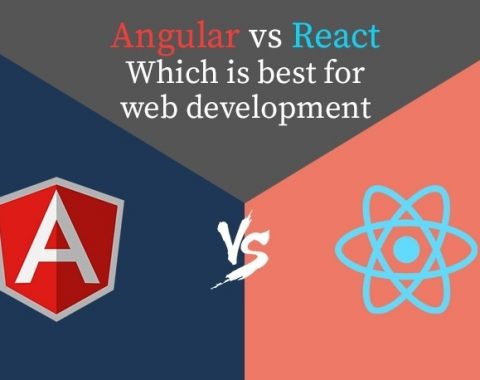 Angular vs React
Which is best for
web development
A
VS